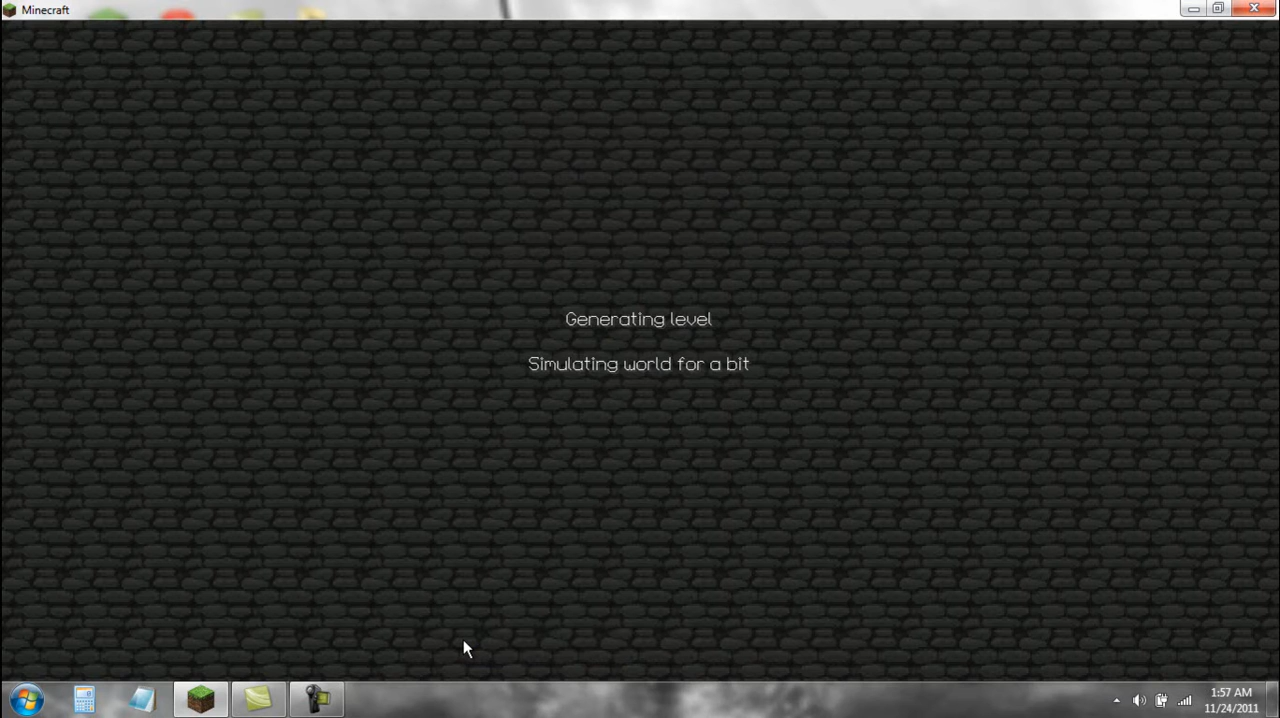 Minecraft
Generating level
Simulating world for a bit
1:57 AM
11/24/2011